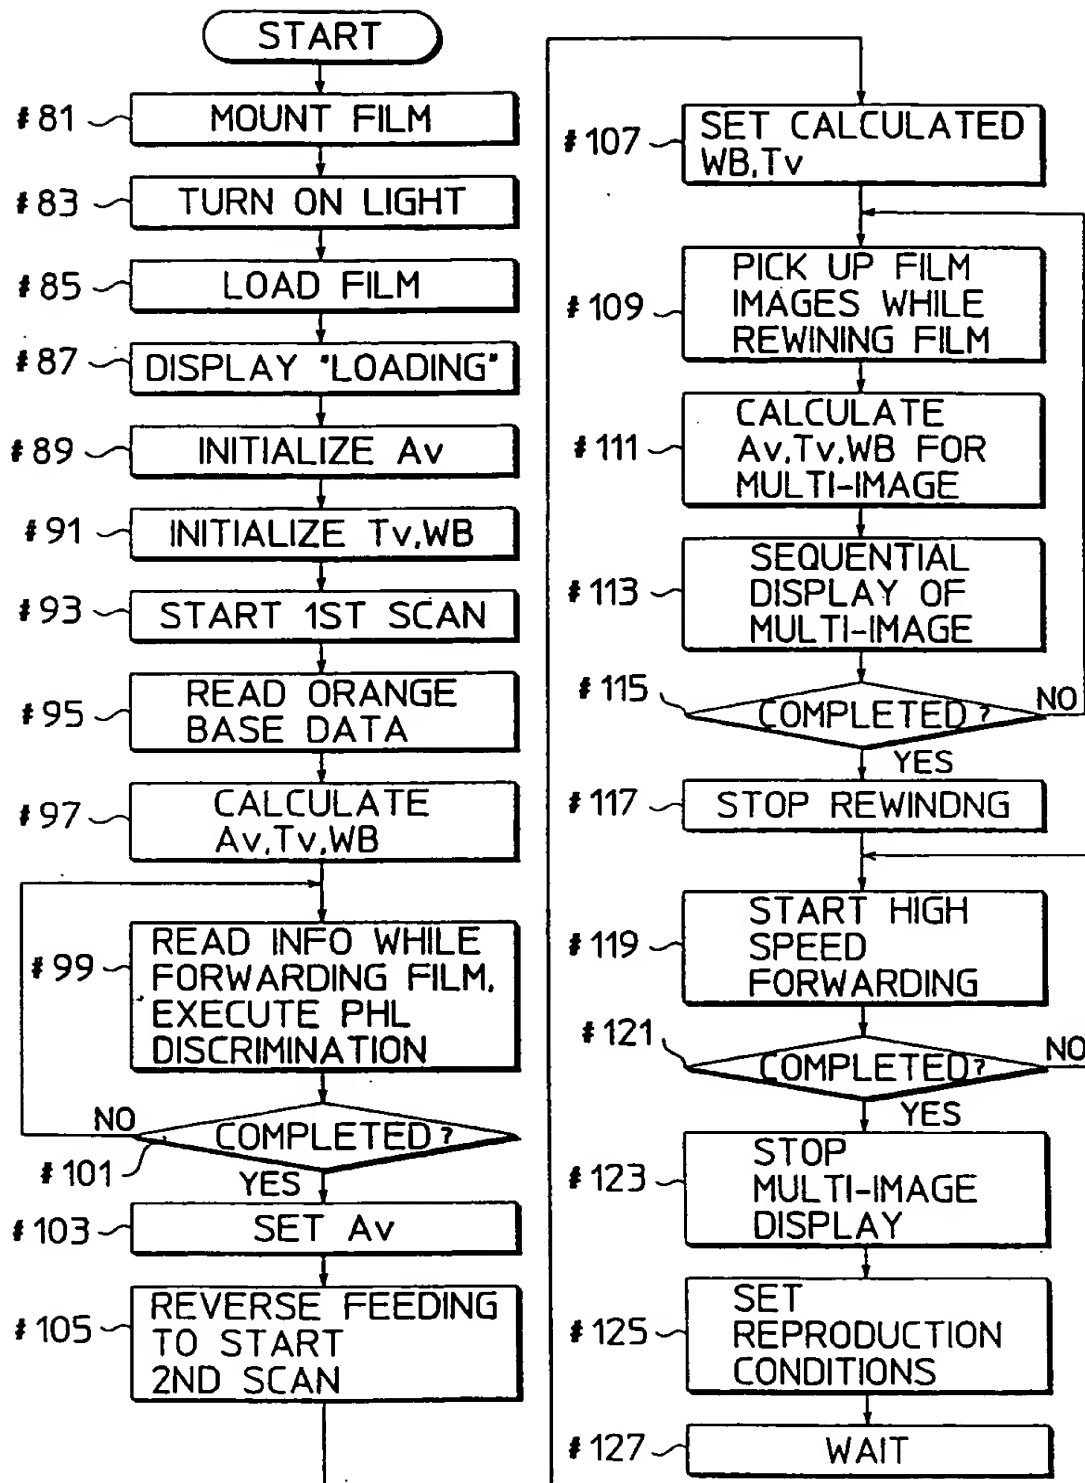 START
#81
MOUNT FILM
#83
TURN ON LIGHT
#85
LOAD FILM
#87
DISPLAY "LOADING"
#89
INITIALIZE Av
#91
INITIALIZE Tv,WB
#93
START 1ST SCAN
#95
READ ORANGE
BASE DATA
#97
CALCULATE
Av,Tv,WB
#99
READ INFO WHILE
FORWARDING FILM,
EXECUTE PHL
DISCRIMINATION
NO
COMPLETED?
#101
YES
#103
SET Av
#105
REVERSE FEEDING
TO START
2ND SCAN
#107
SET CALCULATED
WB,Tv
#109
PICK UP FILM
IMAGES WHILE
REWINING FILM
#111
CALCULATE
Av,Tv,WB FOR
MULTI-IMAGE
#113
SEQUENTIAL
DISPLAY OF
MULTI-IMAGE
#115
COMPLETED?
NO
YES
#117
STOP REWINDNG
#119
START HIGH
SPEED
FORWARDING
#121
COMPLETED?
NO
YES
#123
STOP
MULTI-IMAGE
DISPLAY
#125
SET
REPRODUCTION
CONDITIONS
#127
WAIT